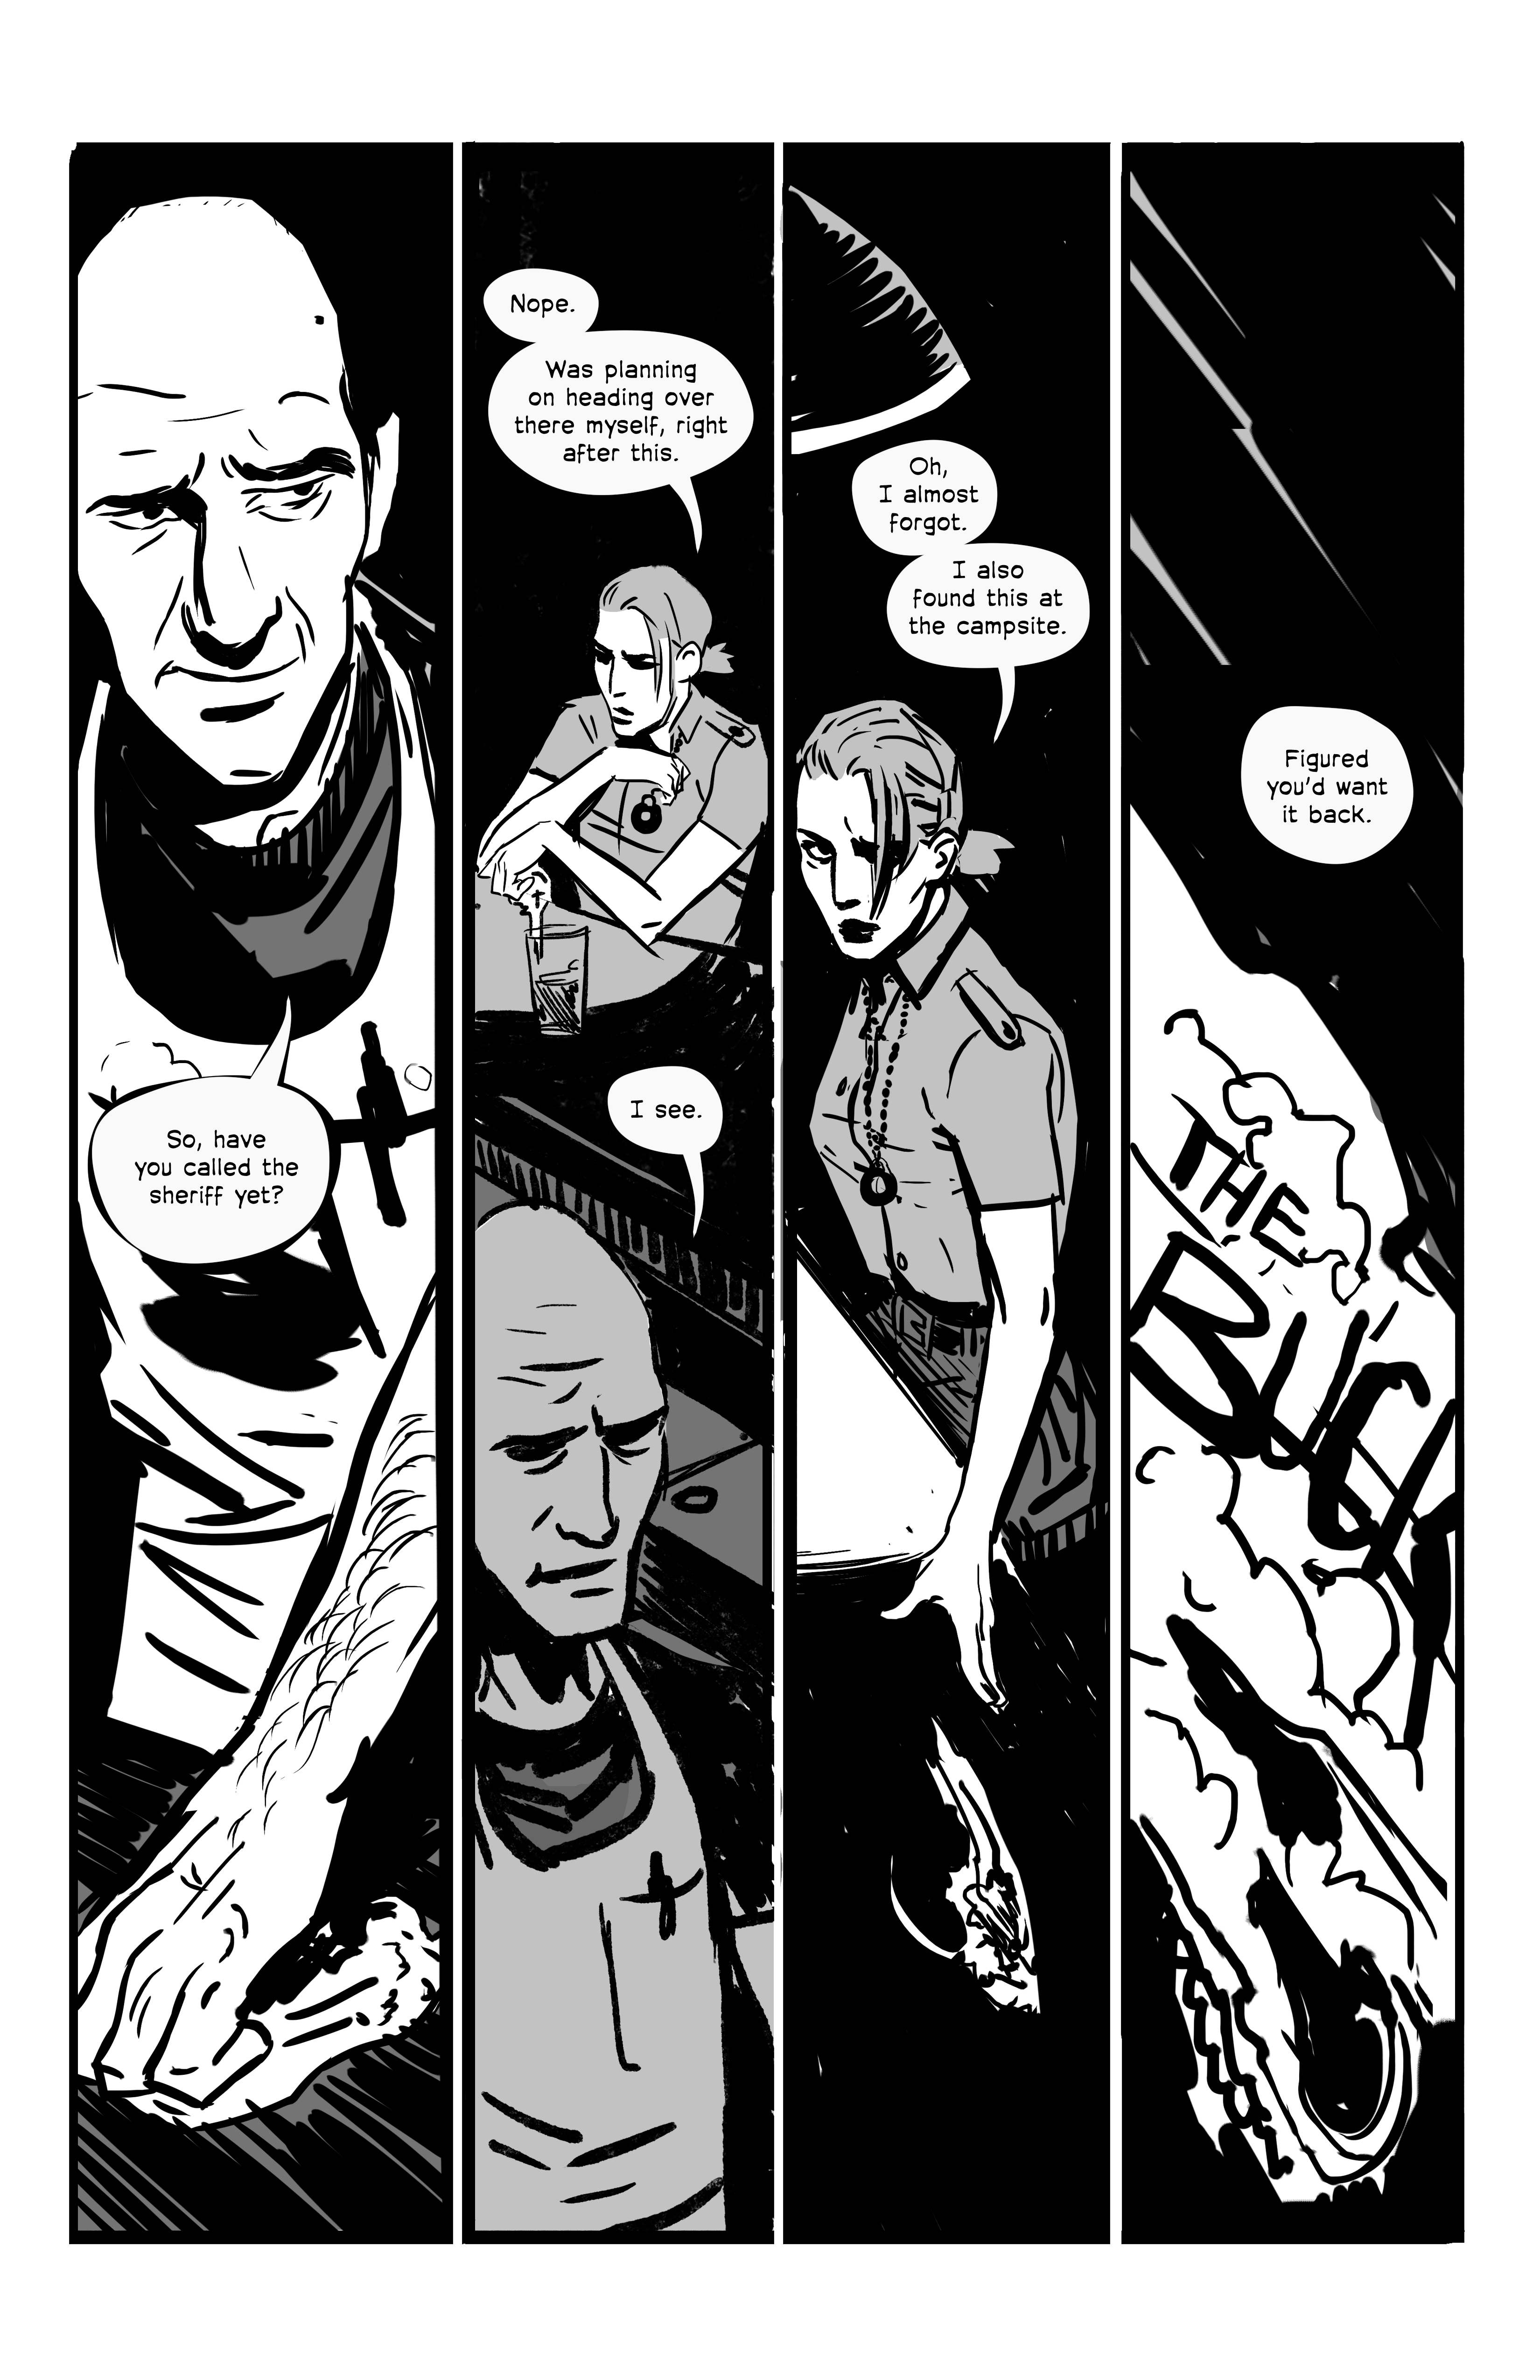 So, have
you called the
sheriff yet?
Nope.
Was planning
on heading over
there myself, right
after this.
I see.
Oh,
I almost
forgot.
I also
found this at
the campsite.
Figured
you'd want
it back.
THE